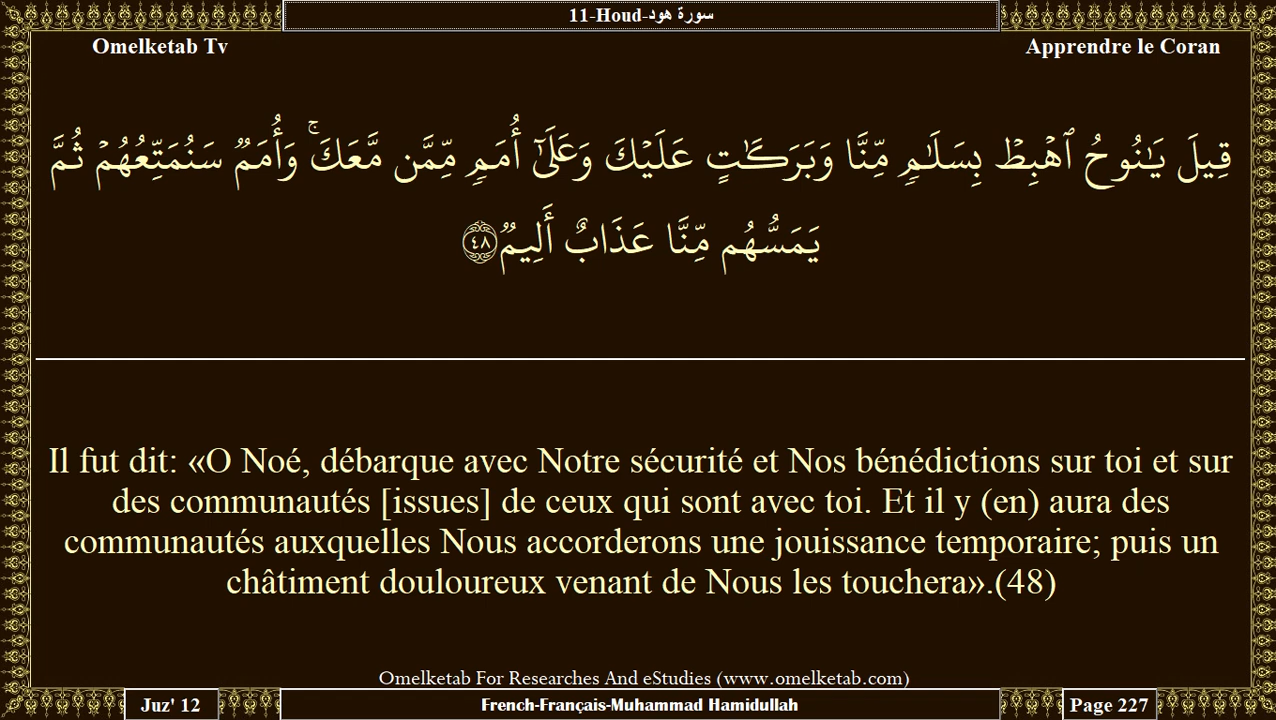 11-Houd-سورة هود
Omelketab Tv
Apprendre le Coran
قِيلَ يَٰنُوحُ ٱهْبِطْ بِسَلَٰمٍ مِّنَّا وَبَرَكَٰتٍ عَلَيْكَ وَعَلَىٰٓ أُمَمٍ مِّمَّن مَّعَكَ ۚ وَأُمَمٌ سَنُمَتِّعُهُمْ ثُمَّ
يَمَسُّهُم مِّنَّا عَذَابٌ أَلِيمٌ ٤٨
Il fut dit: «O Noé, débarque avec Notre sécurité et Nos bénédictions sur toi et sur
des communautés [issues] de ceux qui sont avec toi. Et il y (en) aura des
communautés auxquelles Nous accorderons une jouissance temporaire; puis un
châtiment douloureux venant de Nous les touchera».(48)
Omelketab For Researches And eStudies (www.omelketab.com)
Juz' 12
French-Français-Muhammad Hamidullah
Page 227